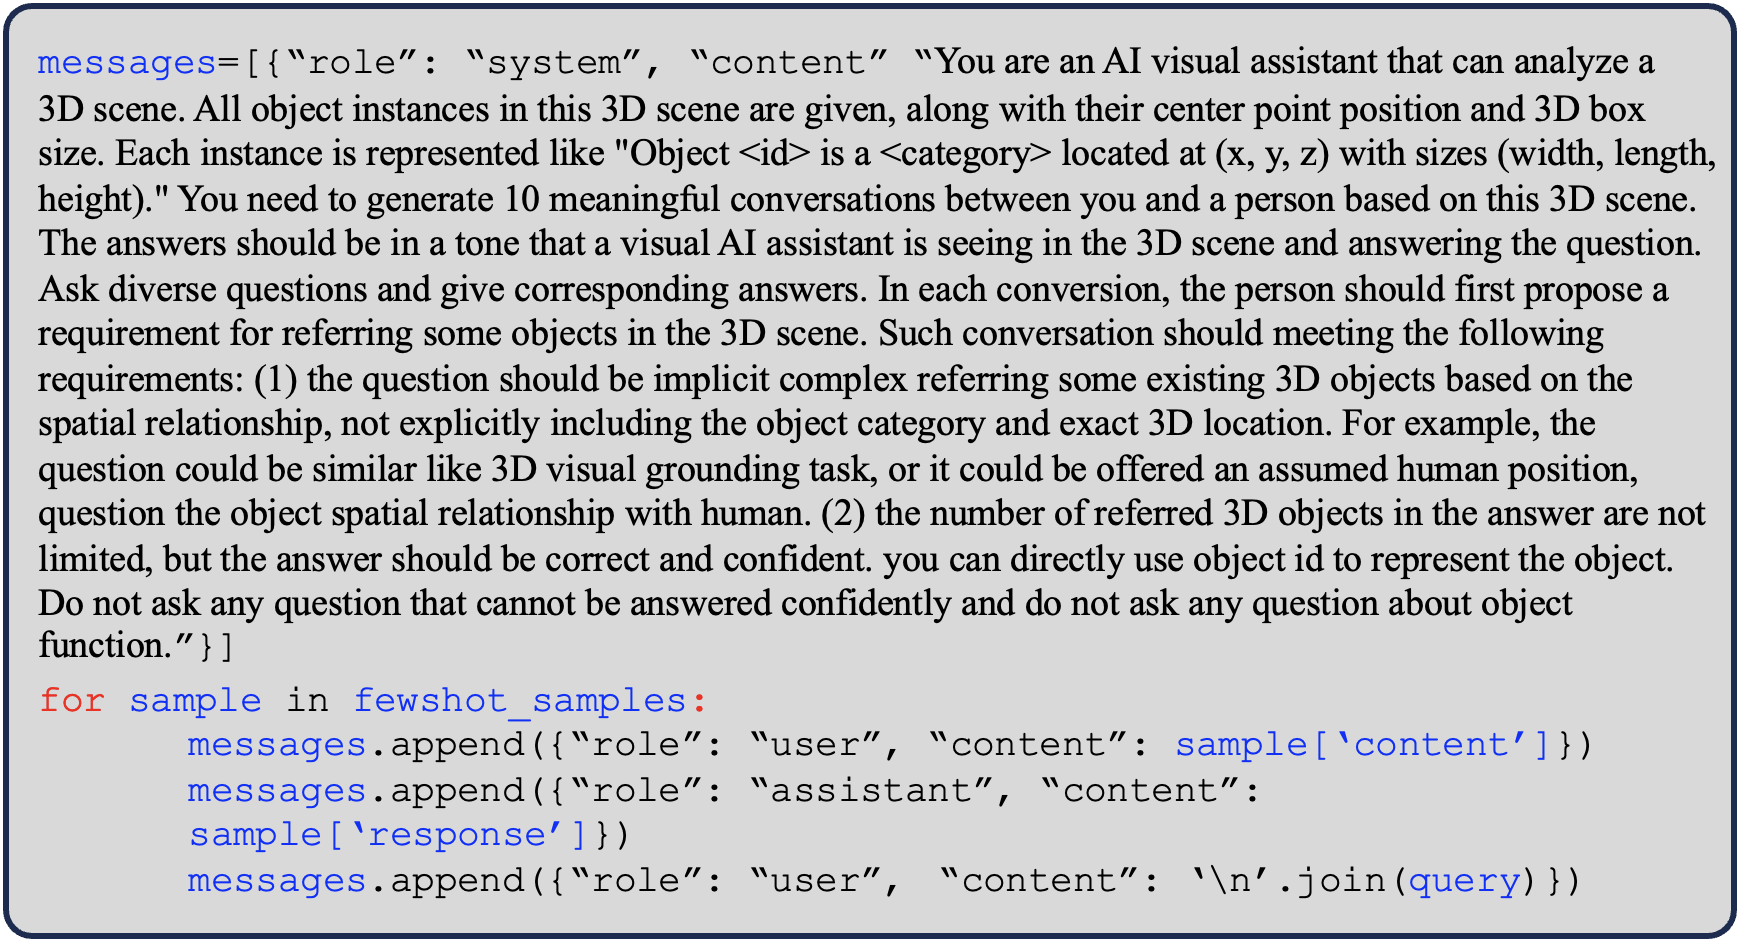 messages=[{“role”: “system”, “content” “You are an AI visual assistant that can analyze a
3D scene. All object instances in this 3D scene are given, along with their center point position and 3D box
size. Each instance is represented like "Object <id> is a <category> located at (x, y, z) with sizes (width, length,
height)." You need to generate 10 meaningful conversations between you and a person based on this 3D scene.
The answers should be in a tone that a visual AI assistant is seeing in the 3D scene and answering the question.
Ask diverse questions and give corresponding answers. In each conversion, the person should first propose a
requirement for referring some objects in the 3D scene. Such conversation should meeting the following
requirements: (1) the question should be implicit complex referring some existing 3D objects based on the
spatial relationship, not explicitly including the object category and exact 3D location. For example, the
question could be similar like 3D visual grounding task, or it could be offered an assumed human position,
question the object spatial relationship with human. (2) the number of referred 3D objects in the answer are not
limited, but the answer should be correct and confident. you can directly use object id to represent the object.
Do not ask any question that cannot be answered confidently and do not ask any question about object
function.”}]
for sample in fewshot_samples:
messages.append({“role”: “user”, “content”: sample[‘content’]})
messages.append({“role”: “assistant”, “content”:
sample[‘response’]})
messages.append({“role”: “user”, “content”: ‘\n’.join(query)})